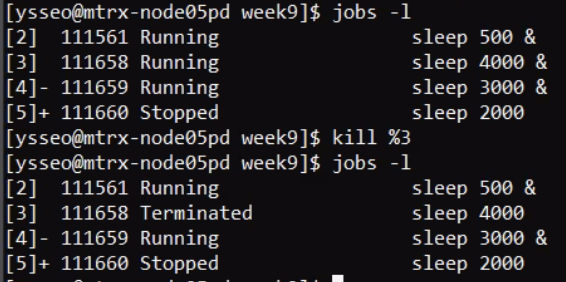 [ysseo@mtrx-node05pd week9]$ jobs -l
[2]  111561 Running                 sleep 500 &
[3]  111658 Running                 sleep 4000 &
[4]- 111659 Running                 sleep 3000 &
[5]+ 111660 Stopped                 sleep 2000
[ysseo@mtrx-node05pd week9]$ kill %3
[ysseo@mtrx-node05pd week9]$ jobs -l
[2]  111561 Running                 sleep 500 &
[3]  111658 Terminated              sleep 4000
[4]- 111659 Running                 sleep 3000 &
[5]+ 111660 Stopped                 sleep 2000